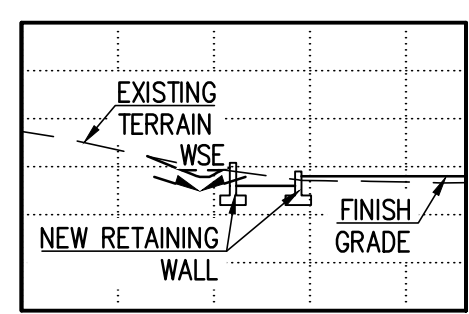 EXISTING
TERRAIN
WSE
NEW RETAINING
WALL
FINISH
GRADE